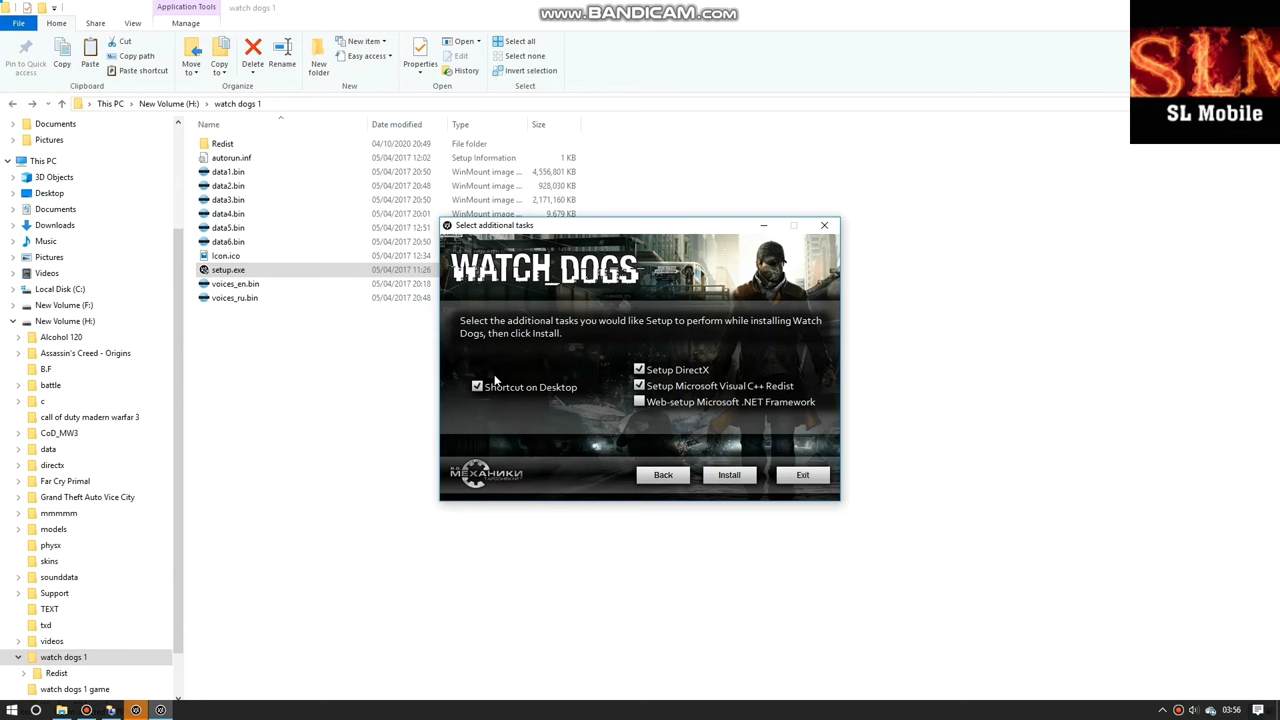 Application Tools
watch dogs 1
www.BANDICAM.com
File
Home
Share
View
Manage
Pin to Quick access
Copy
Paste
Cut
Copy path
Paste shortcut
Clipboard
Move to
Copy to
Delete
Rename
Organize
New folder
New item
Easy access
New
Properties
Open
Edit
History
Open
Select all
Select none
Invert selection
Select
SLM
SL Mobile
This PC > New Volume (H:) > watch dogs 1
Name
Date modified
Type
Size
Redist 04/10/2020 20:49 File folder
autorun.inf 05/04/2017 12:02 Setup Information 1 KB
data1.bin 05/04/2017 20:50 WinMount image ... 4,556,801 KB
data2.bin 05/04/2017 20:48 WinMount image ... 928,030 KB
data3.bin 05/04/2017 20:50 WinMount image ... 2,171,160 KB
data4.bin 05/04/2017 20:01 WinMount image ... 9,679 KB
data5.bin 05/04/2017 12:51
data6.bin 05/04/2017 20:50
Icon.ico 05/04/2017 12:34
setup.exe 05/04/2017 11:26
voices_en.bin 05/04/2017 20:18
voices_ru.bin 05/04/2017 20:48
Documents
Pictures
This PC
3D Objects
Desktop
Documents
Downloads
Music
Pictures
Videos
Local Disk (C:)
New Volume (F:)
New Volume (H:)
Alcohol 120
Assassin's Creed - Origins
B.F
battle
c
call of duty madern warfar 3
CoD_MW3
data
directx
Far Cry Primal
Grand Theft Auto Vice City
mmmmm
models
physx
skins
sounddata
Support
TEXT
txd
videos
watch dogs 1
Redist
watch dogs 1 game
Select additional tasks
WATCH_DOGS
Select the additional tasks you would like Setup to perform while installing Watch
Dogs, then click Install.
Shortcut on Desktop
Setup DirectX
Setup Microsoft Visual C++ Redist
Web-setup Microsoft .NET Framework
МЕХАНИКИ
Back
Install
Exit
03:56